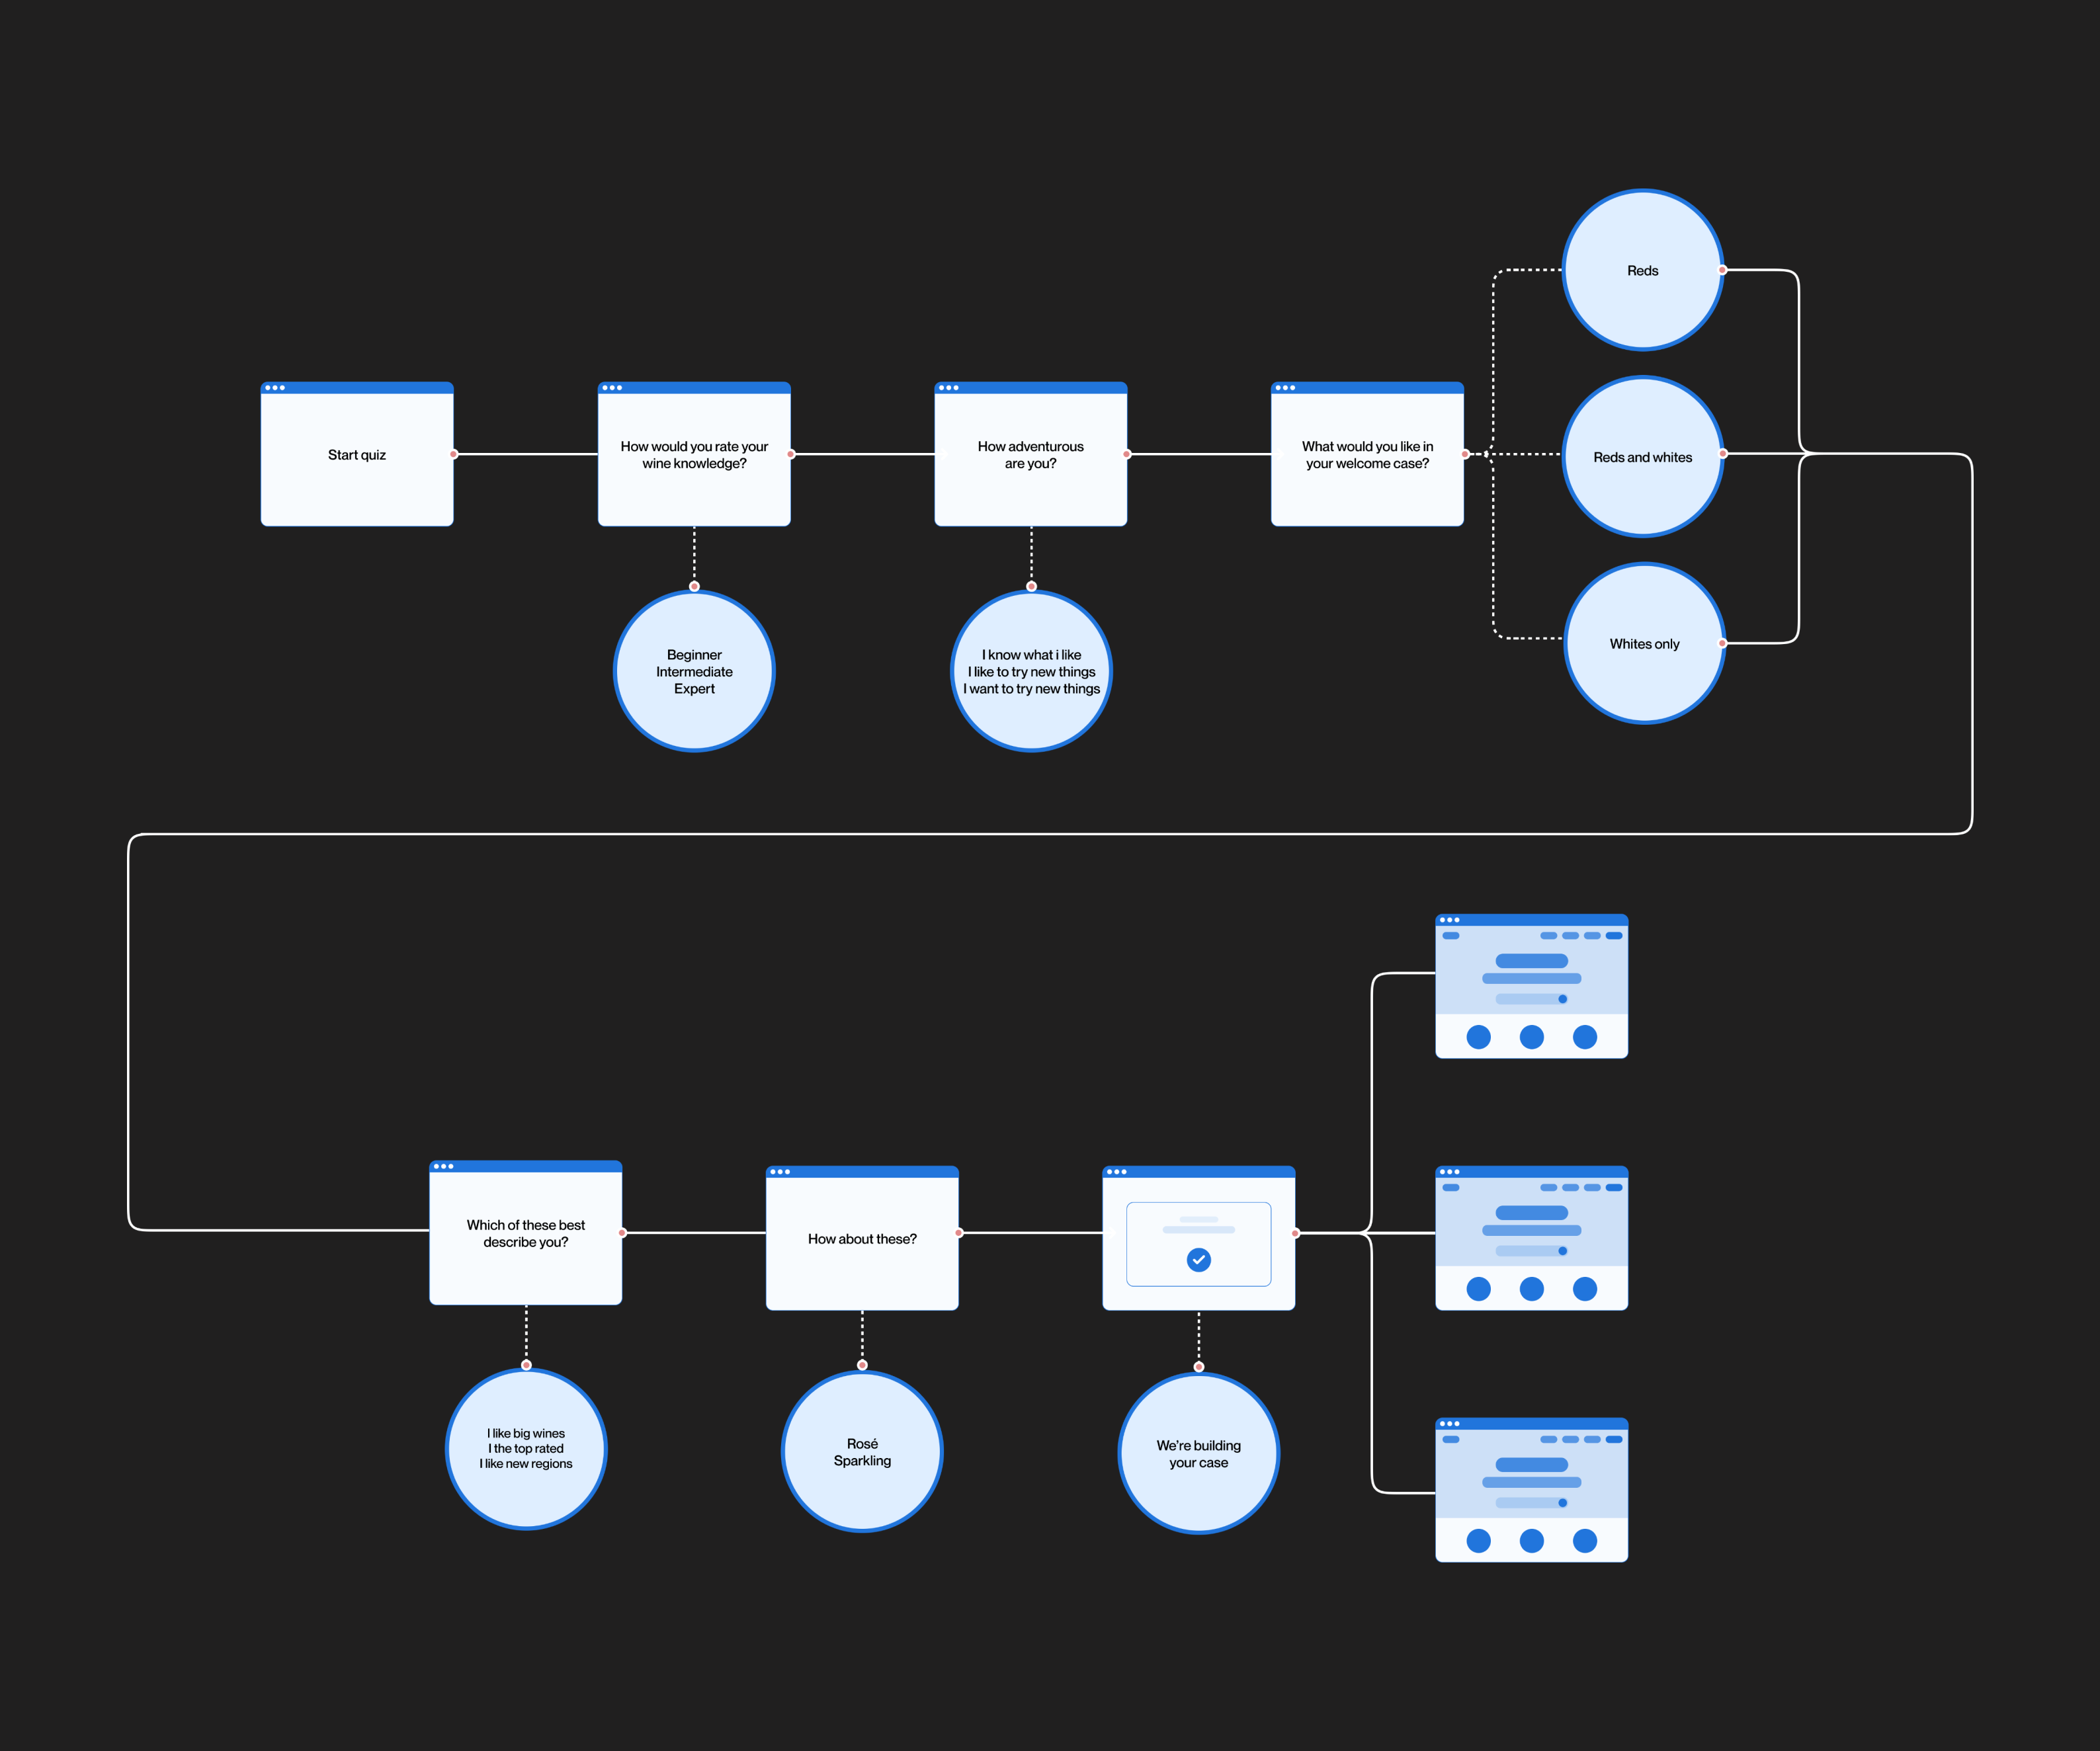 Start quiz
How would you rate your
wine knowledge?
How adventurous
are you?
What would you like in
your welcome case?
Reds
Reds and whites
Whites only
Beginner
Intermediate
Expert
I know what i like
I like to try new things
I want to try new things
Which of these best
describe you?
How about these?
I like big wines
I the top rated
I like new regions
Rosé
Sparkling
We're building
your case